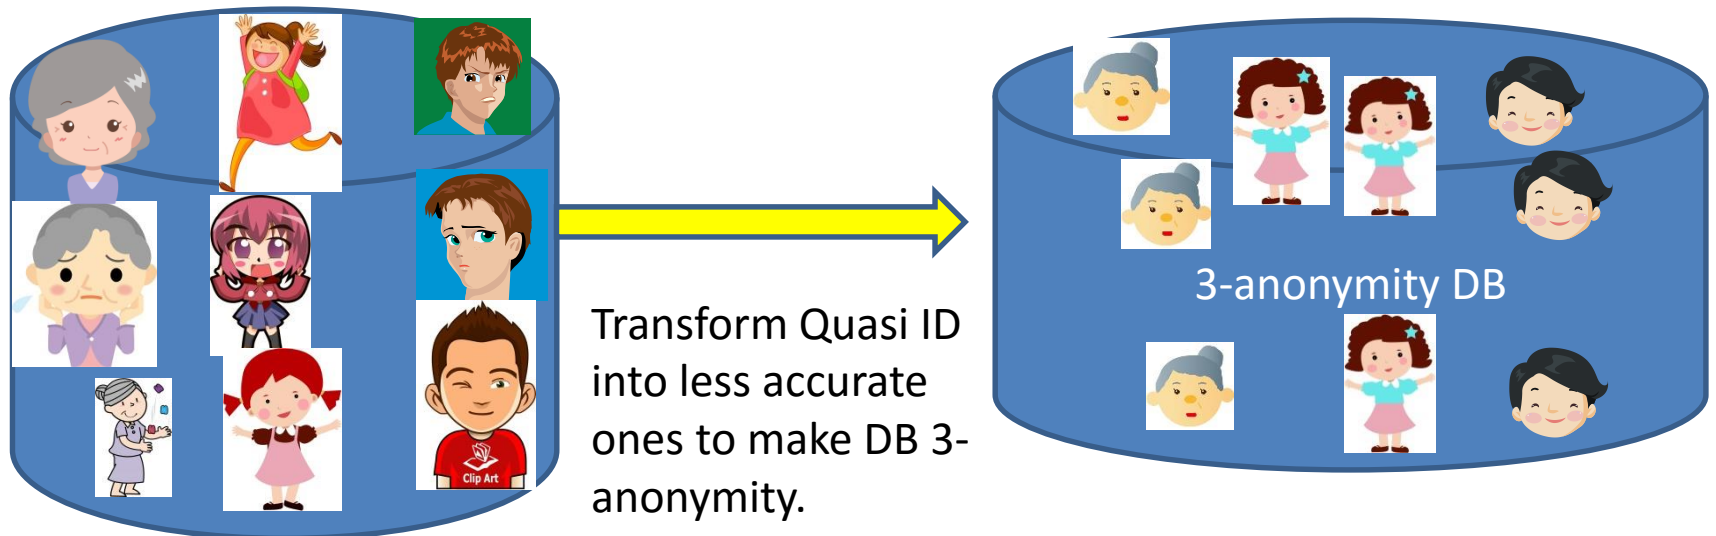 Transform Quasi ID
into less accurate
ones to make DB 3-
anonymity.
3-anonymity DB
Clip Art